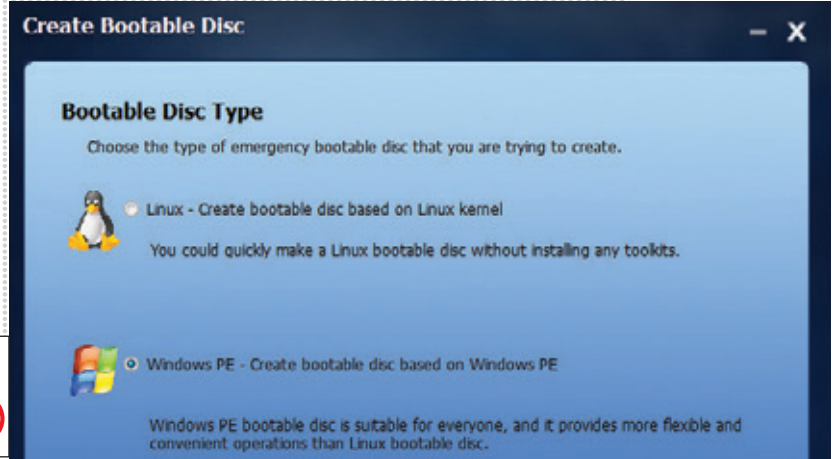 Create Bootable Disc
Bootable Disc Type
Choose the type of emergency bootable disc that you are trying to create.
Linux - Create bootable disc based on Linux kernel
You could quickly make a Linux bootable disc without installing any toolkits.
Windows PE - Create bootable disc based on Windows PE
Windows PE bootable disc is suitable for everyone, and it provides more flexible and
convenient operations than Linux bootable disc.